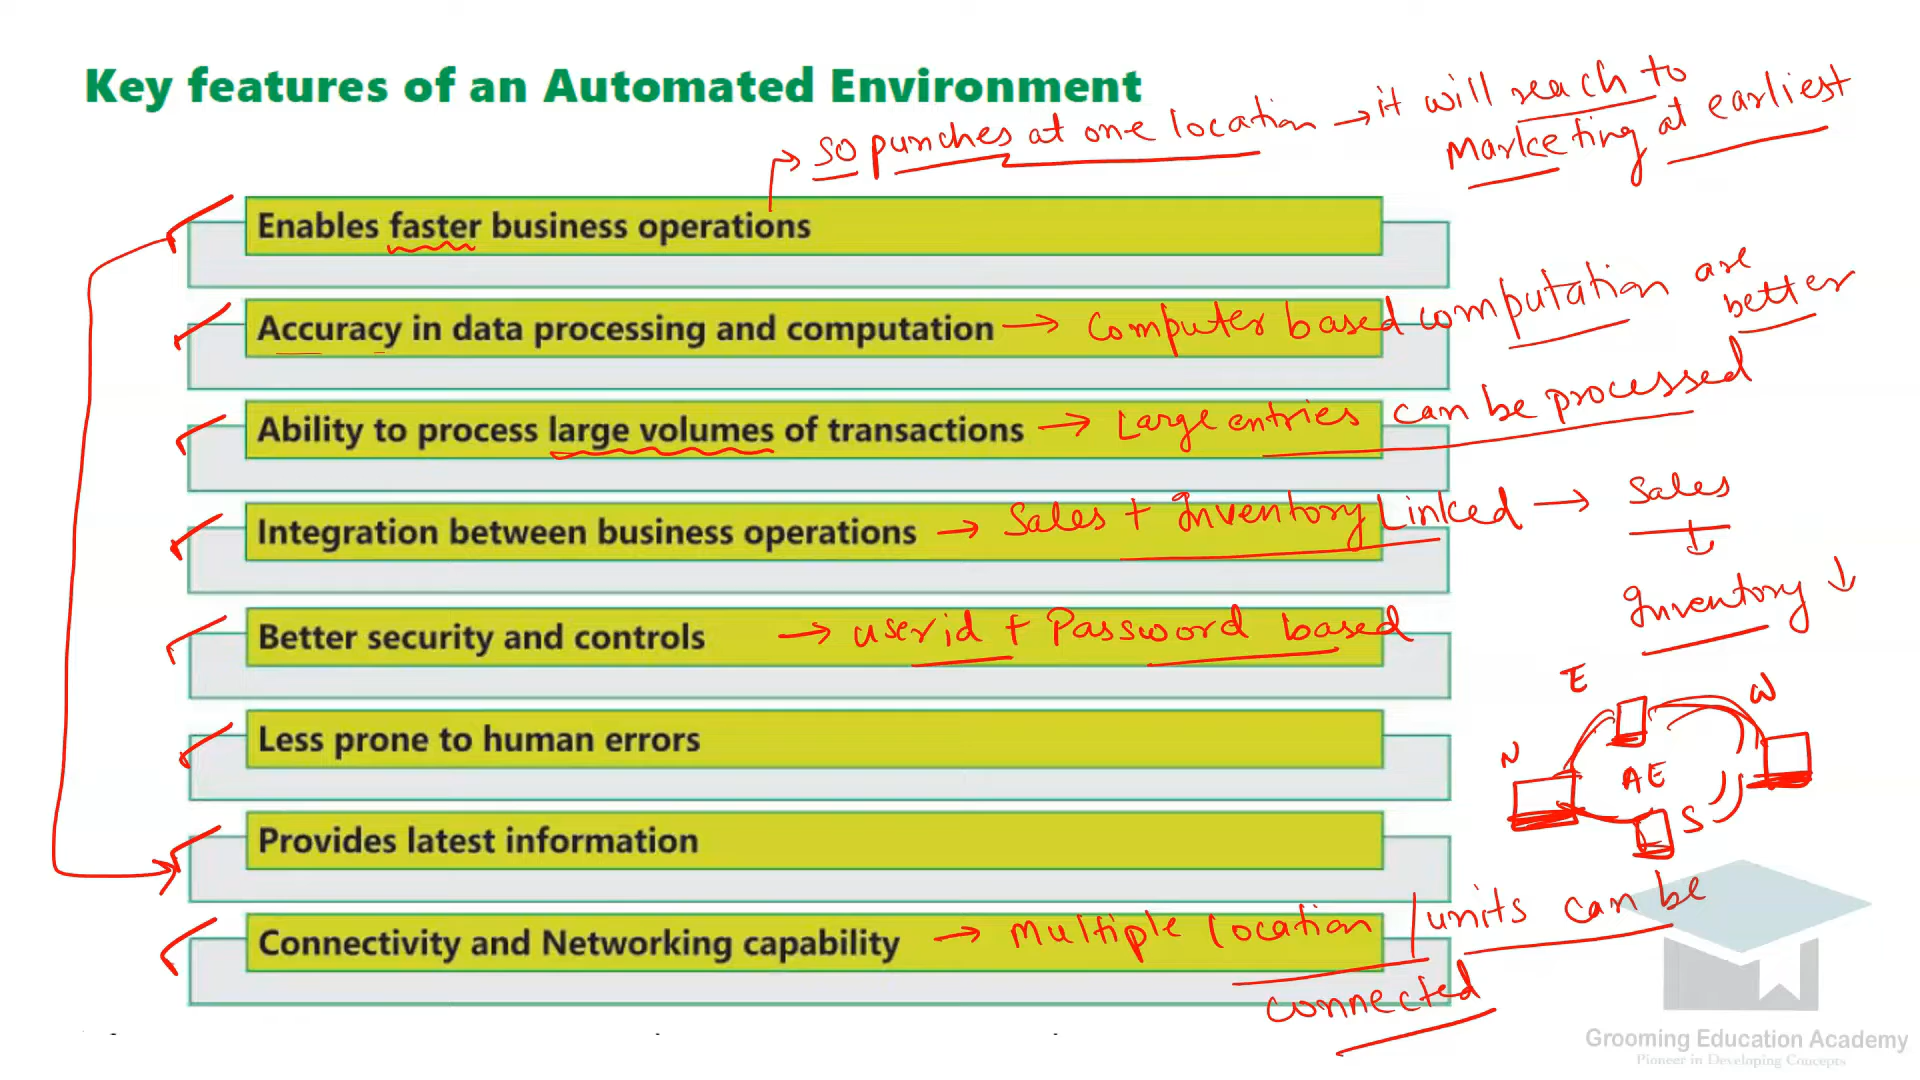 Key features of an Automated Environment
→ SO punches at one location → it will reach to
Marketing at earliest
Enables faster business operations
Accuracy in data processing and computation → Computer based computation are
better
Ability to process large volumes of transactions → Large entries can be processed
Integration between business operations → Sales + Inventory Linked → Sales
↓
Inventory ↓
Better security and controls → userid + Password based
E W
N
AE
S
Less prone to human errors
Provides latest information
Connectivity and Networking capability → Multiple location / units can be
connected
Grooming Education Academy
Pioneer in Developing Concepts